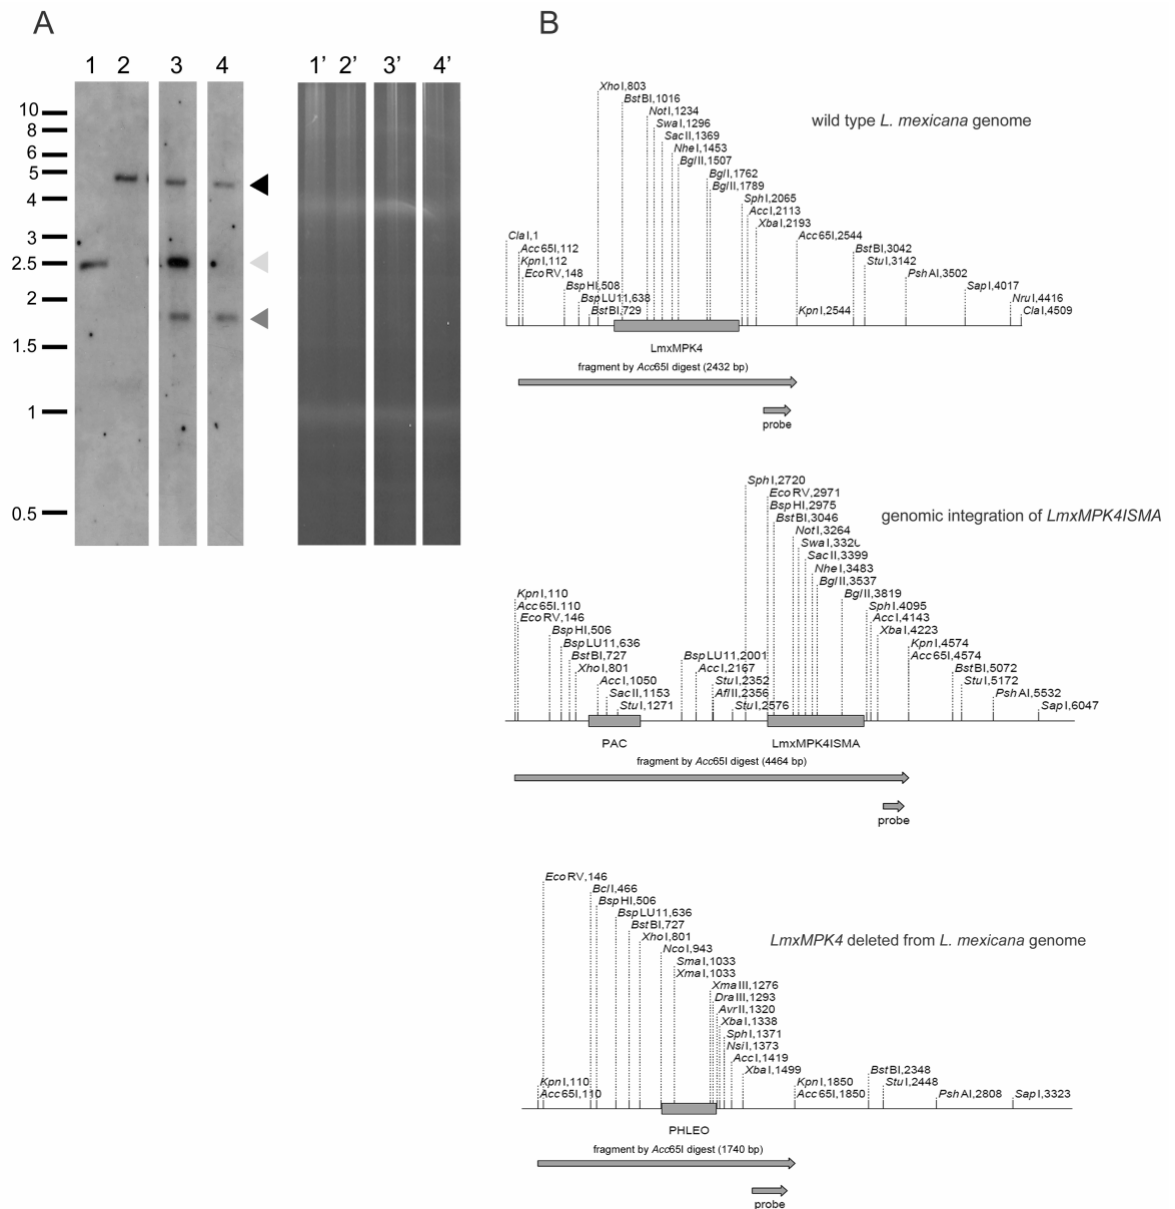 A
B
1 2 3 4
1’ 2’ 3’ 4’
10
8
6
5
4
3
2.5
2
1.5
1
0.5
wild type L. mexicana genome
XhoI,803
BstBI,1016
NotI,1234
SwaI,1296
SacII,1369
NheI,1453
BglII,1507
BglI,1762
BglII,1789
SphI,2065
AccI,2113
XbaI,2193
ClaI,1
Acc65I,112
KpnI,112
EcoRV,148
BspHI,508
BspLU11,638
BstBI,729
Acc65I,2544
KpnI,2544
BstBI,3042
StuI,3142
PshAI,3502
SapI,4017
NruI,4416
ClaI,4509
LmxMPK4
fragment by Acc65I digest (2432 bp)
probe
genomic integration of LmxMPK4ISMA
SphI,2720
EcoRV,2971
BspHI,2975
BstBI,3046
NotI,3264
SwaI,3320
SacII,3399
NheI,3483
BglII,3537
BglII,3819
SphI,4095
AccI,4143
XbaI,4223
KpnI,4574
Acc65I,4574
BstBI,5072
StuI,5172
PshAI,5532
SapI,6047
KpnI,110
Acc65I,110
EcoRV,146
BspHI,506
BspLU11,636
BstBI,727
XhoI,801
AccI,1050
SacII,1153
StuI,1271
BspLU11,2001
AccI,2167
StuI,2352
AflII,2356
StuI,2576
PAC
LmxMPK4ISMA
fragment by Acc65I digest (4464 bp)
probe
LmxMPK4 deleted from L. mexicana genome
EcoRV,146
BclI,466
BspHI,506
BspLU11,636
BstBI,727
XhoI,801
NcoI,943
SmaI,1033
XmaI,1033
XmaIII,1276
DraIII,1293
AvrII,1320
XbaI,1338
SphI,1371
NsiI,1373
AccI,1419
XbaI,1499
KpnI,110
Acc65I,110
KpnI,1850
Acc65I,1850
BstBI,2348
StuI,2448
PshAI,2808
SapI,3323
PHLEO
fragment by Acc65I digest (1740 bp)
probe